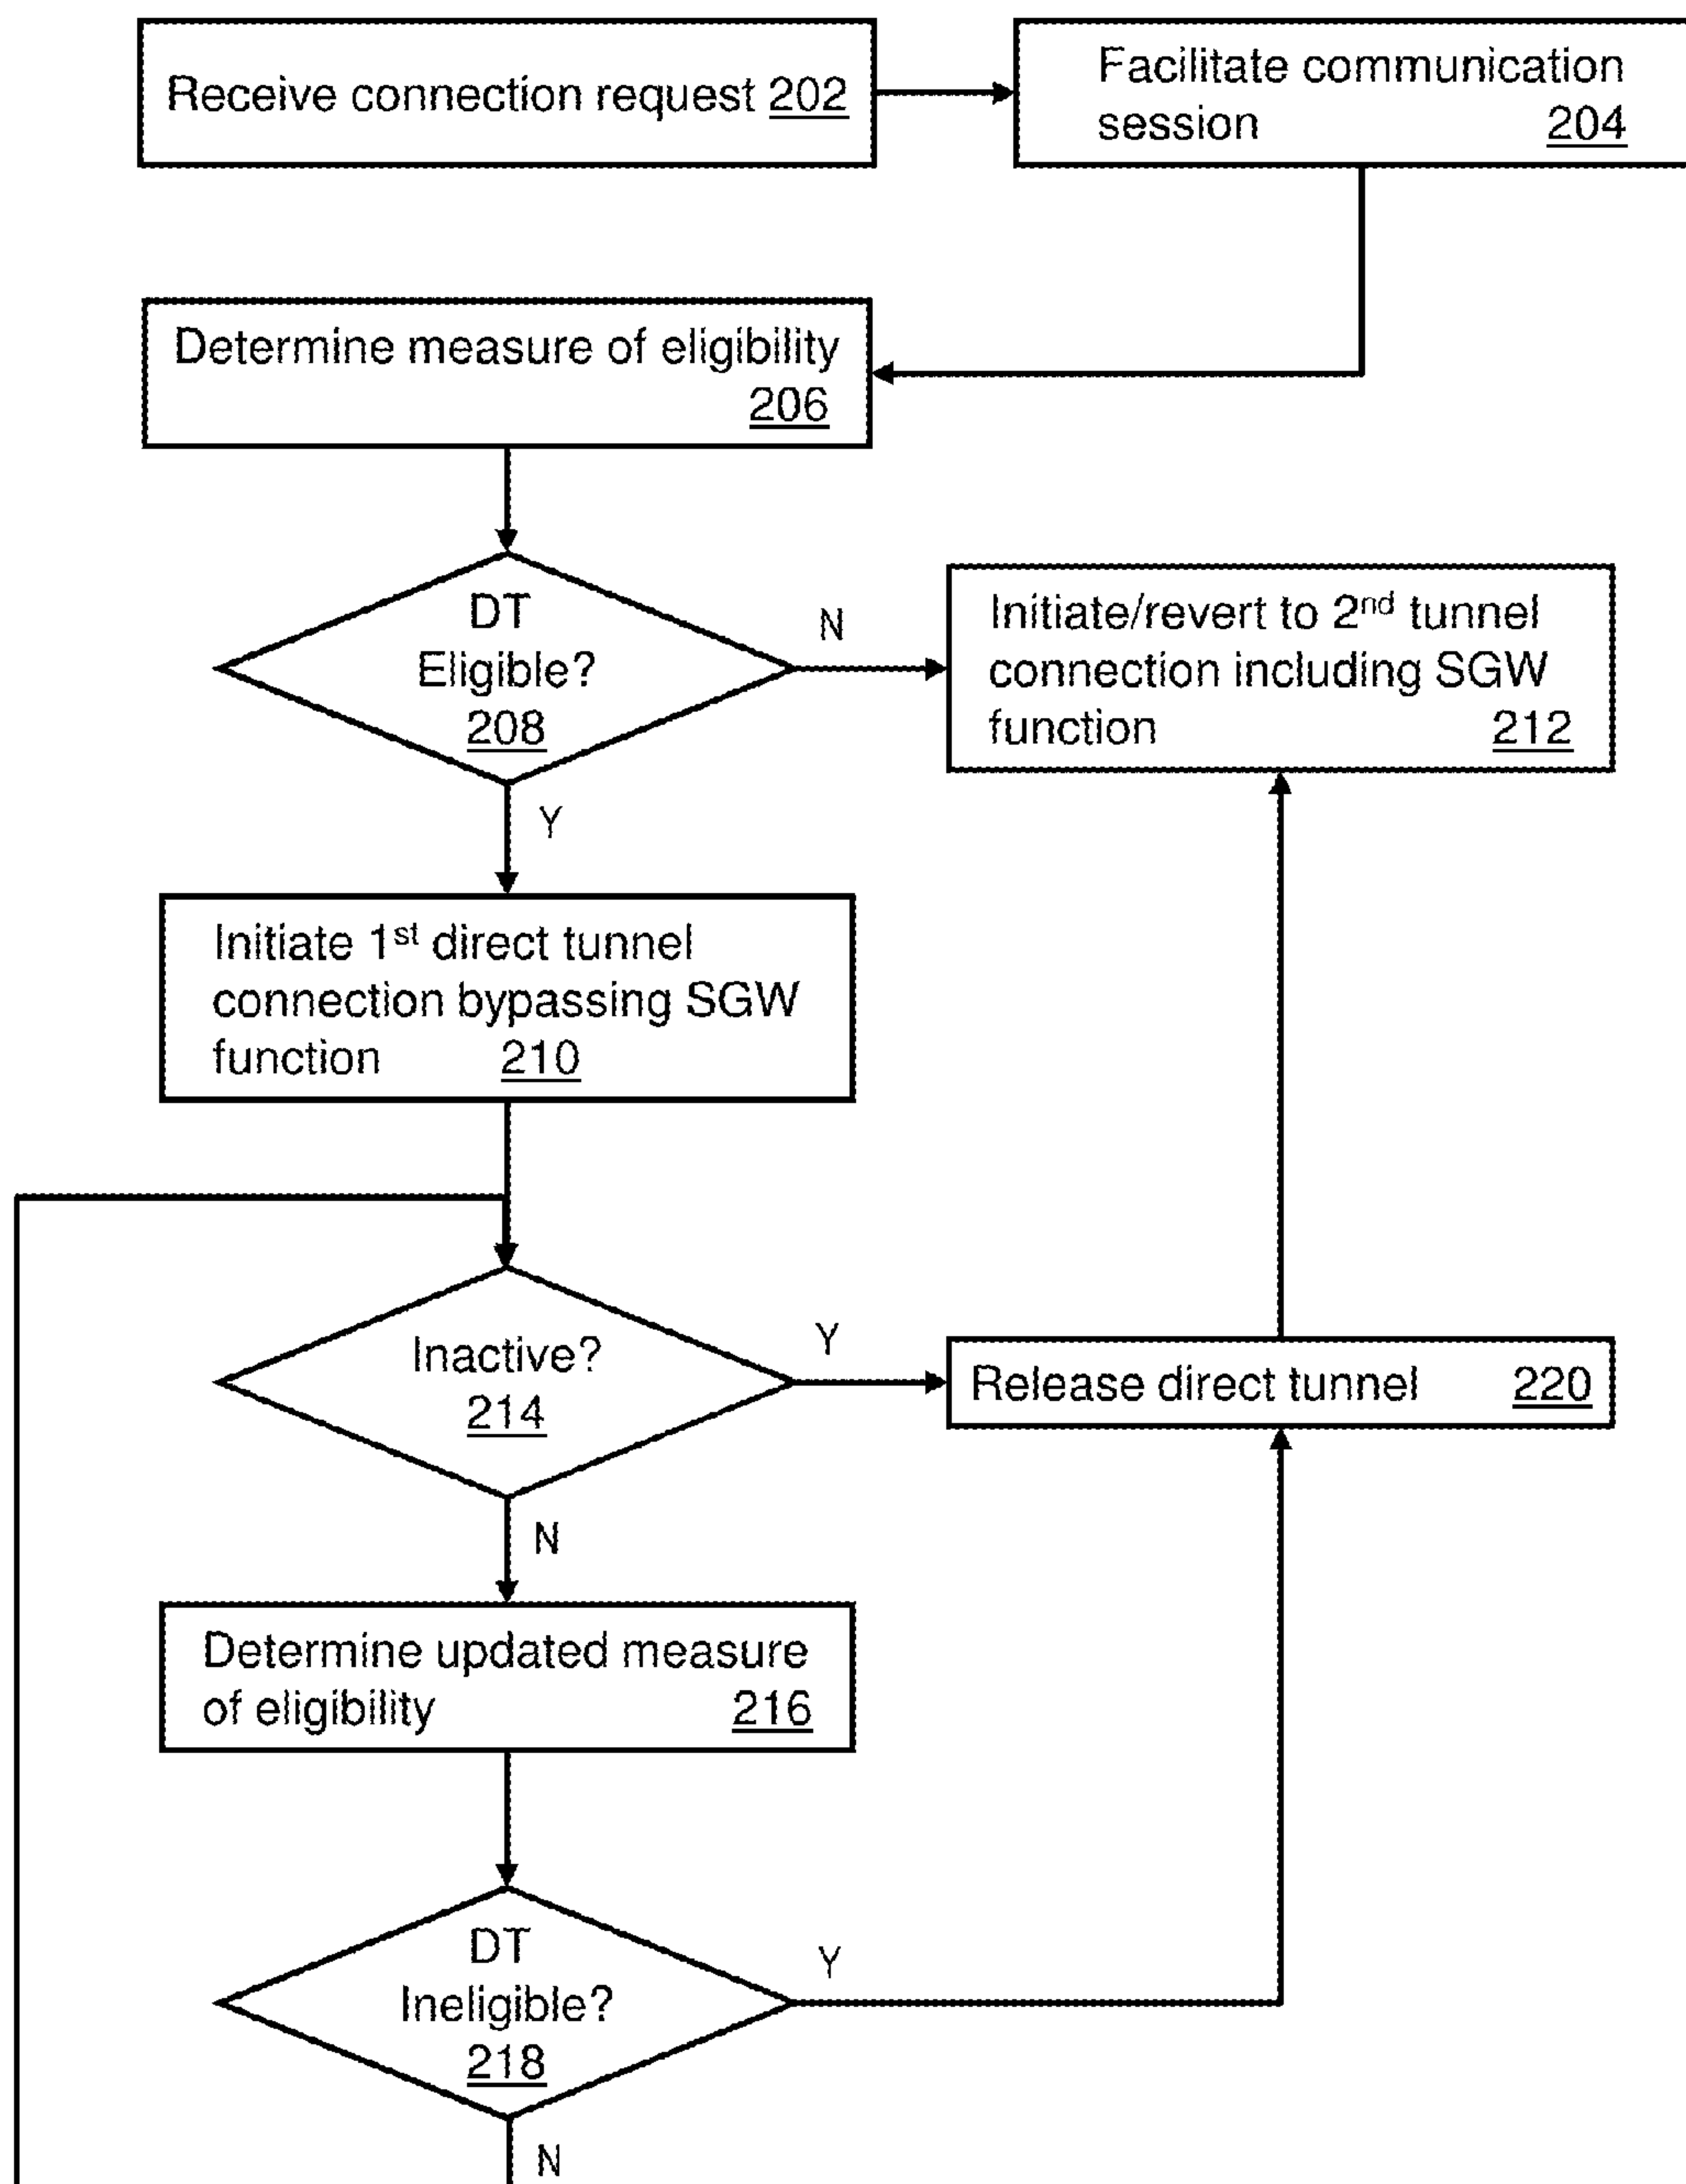 Receive connection request 202
Facilitate communication
session 204
Determine measure of eligibility
206
DT
Eligible?
208
N
Initiate/revert to 2nd tunnel
connection including SGW
function 212
Y
Initiate 1st direct tunnel
connection bypassing SGW
function 210
Inactive?
214
Y
Release direct tunnel 220
N
Determine updated measure
of eligibility 216
DT
Ineligible?
218
Y
N